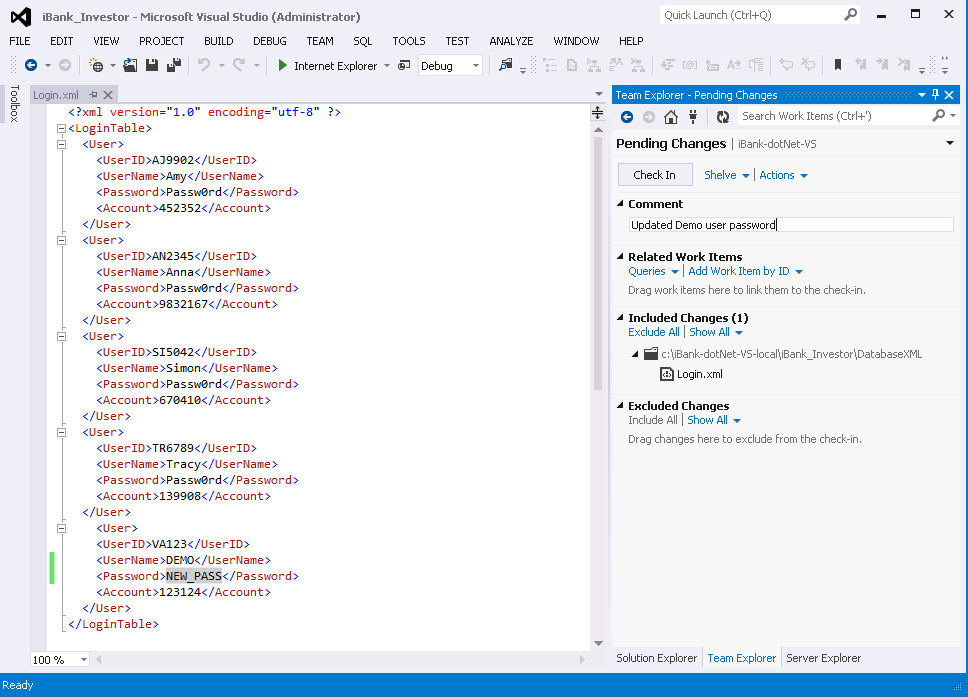 iBank_Investor - Microsoft Visual Studio (Administrator)
Quick Launch (Ctrl+Q)
FILE EDIT VIEW PROJECT BUILD DEBUG TEAM SQL TOOLS TEST ANALYZE WINDOW HELP
Internet Explorer Debug
Toolbox
Login.xml
<?xml version="1.0" encoding="utf-8" ?>
<LoginTable>
<User>
<UserID>AJ9902</UserID>
<UserName>Amy</UserName>
<Password>Passw0rd</Password>
<Account>452352</Account>
</User>
<User>
<UserID>AN2345</UserID>
<UserName>Anna</UserName>
<Password>Passw0rd</Password>
<Account>9832167</Account>
</User>
<User>
<UserID>SI5042</UserID>
<UserName>Simon</UserName>
<Password>Passw0rd</Password>
<Account>670410</Account>
</User>
<User>
<UserID>TR6789</UserID>
<UserName>Tracy</UserName>
<Password>Passw0rd</Password>
<Account>139908</Account>
</User>
<User>
<UserID>VA123</UserID>
<UserName>DEMO</UserName>
<Password>NEW_PASS</Password>
<Account>123124</Account>
</User>
</LoginTable>
100 %
Team Explorer - Pending Changes
Search Work Items (Ctrl+')
Pending Changes | iBank-dotNet-VS
Check In Shelve | Actions
Comment
Updated Demo user password
Related Work Items
Queries | Add Work Item by ID
Drag work items here to link them to the check-in.
Included Changes (1)
Exclude All | Show All
c:\iBank-dotNet-VS-local\iBank_Investor\DatabaseXML
Login.xml
Excluded Changes
Include All | Show All
Drag changes here to exclude from the check-in.
Solution Explorer Team Explorer Server Explorer
Ready